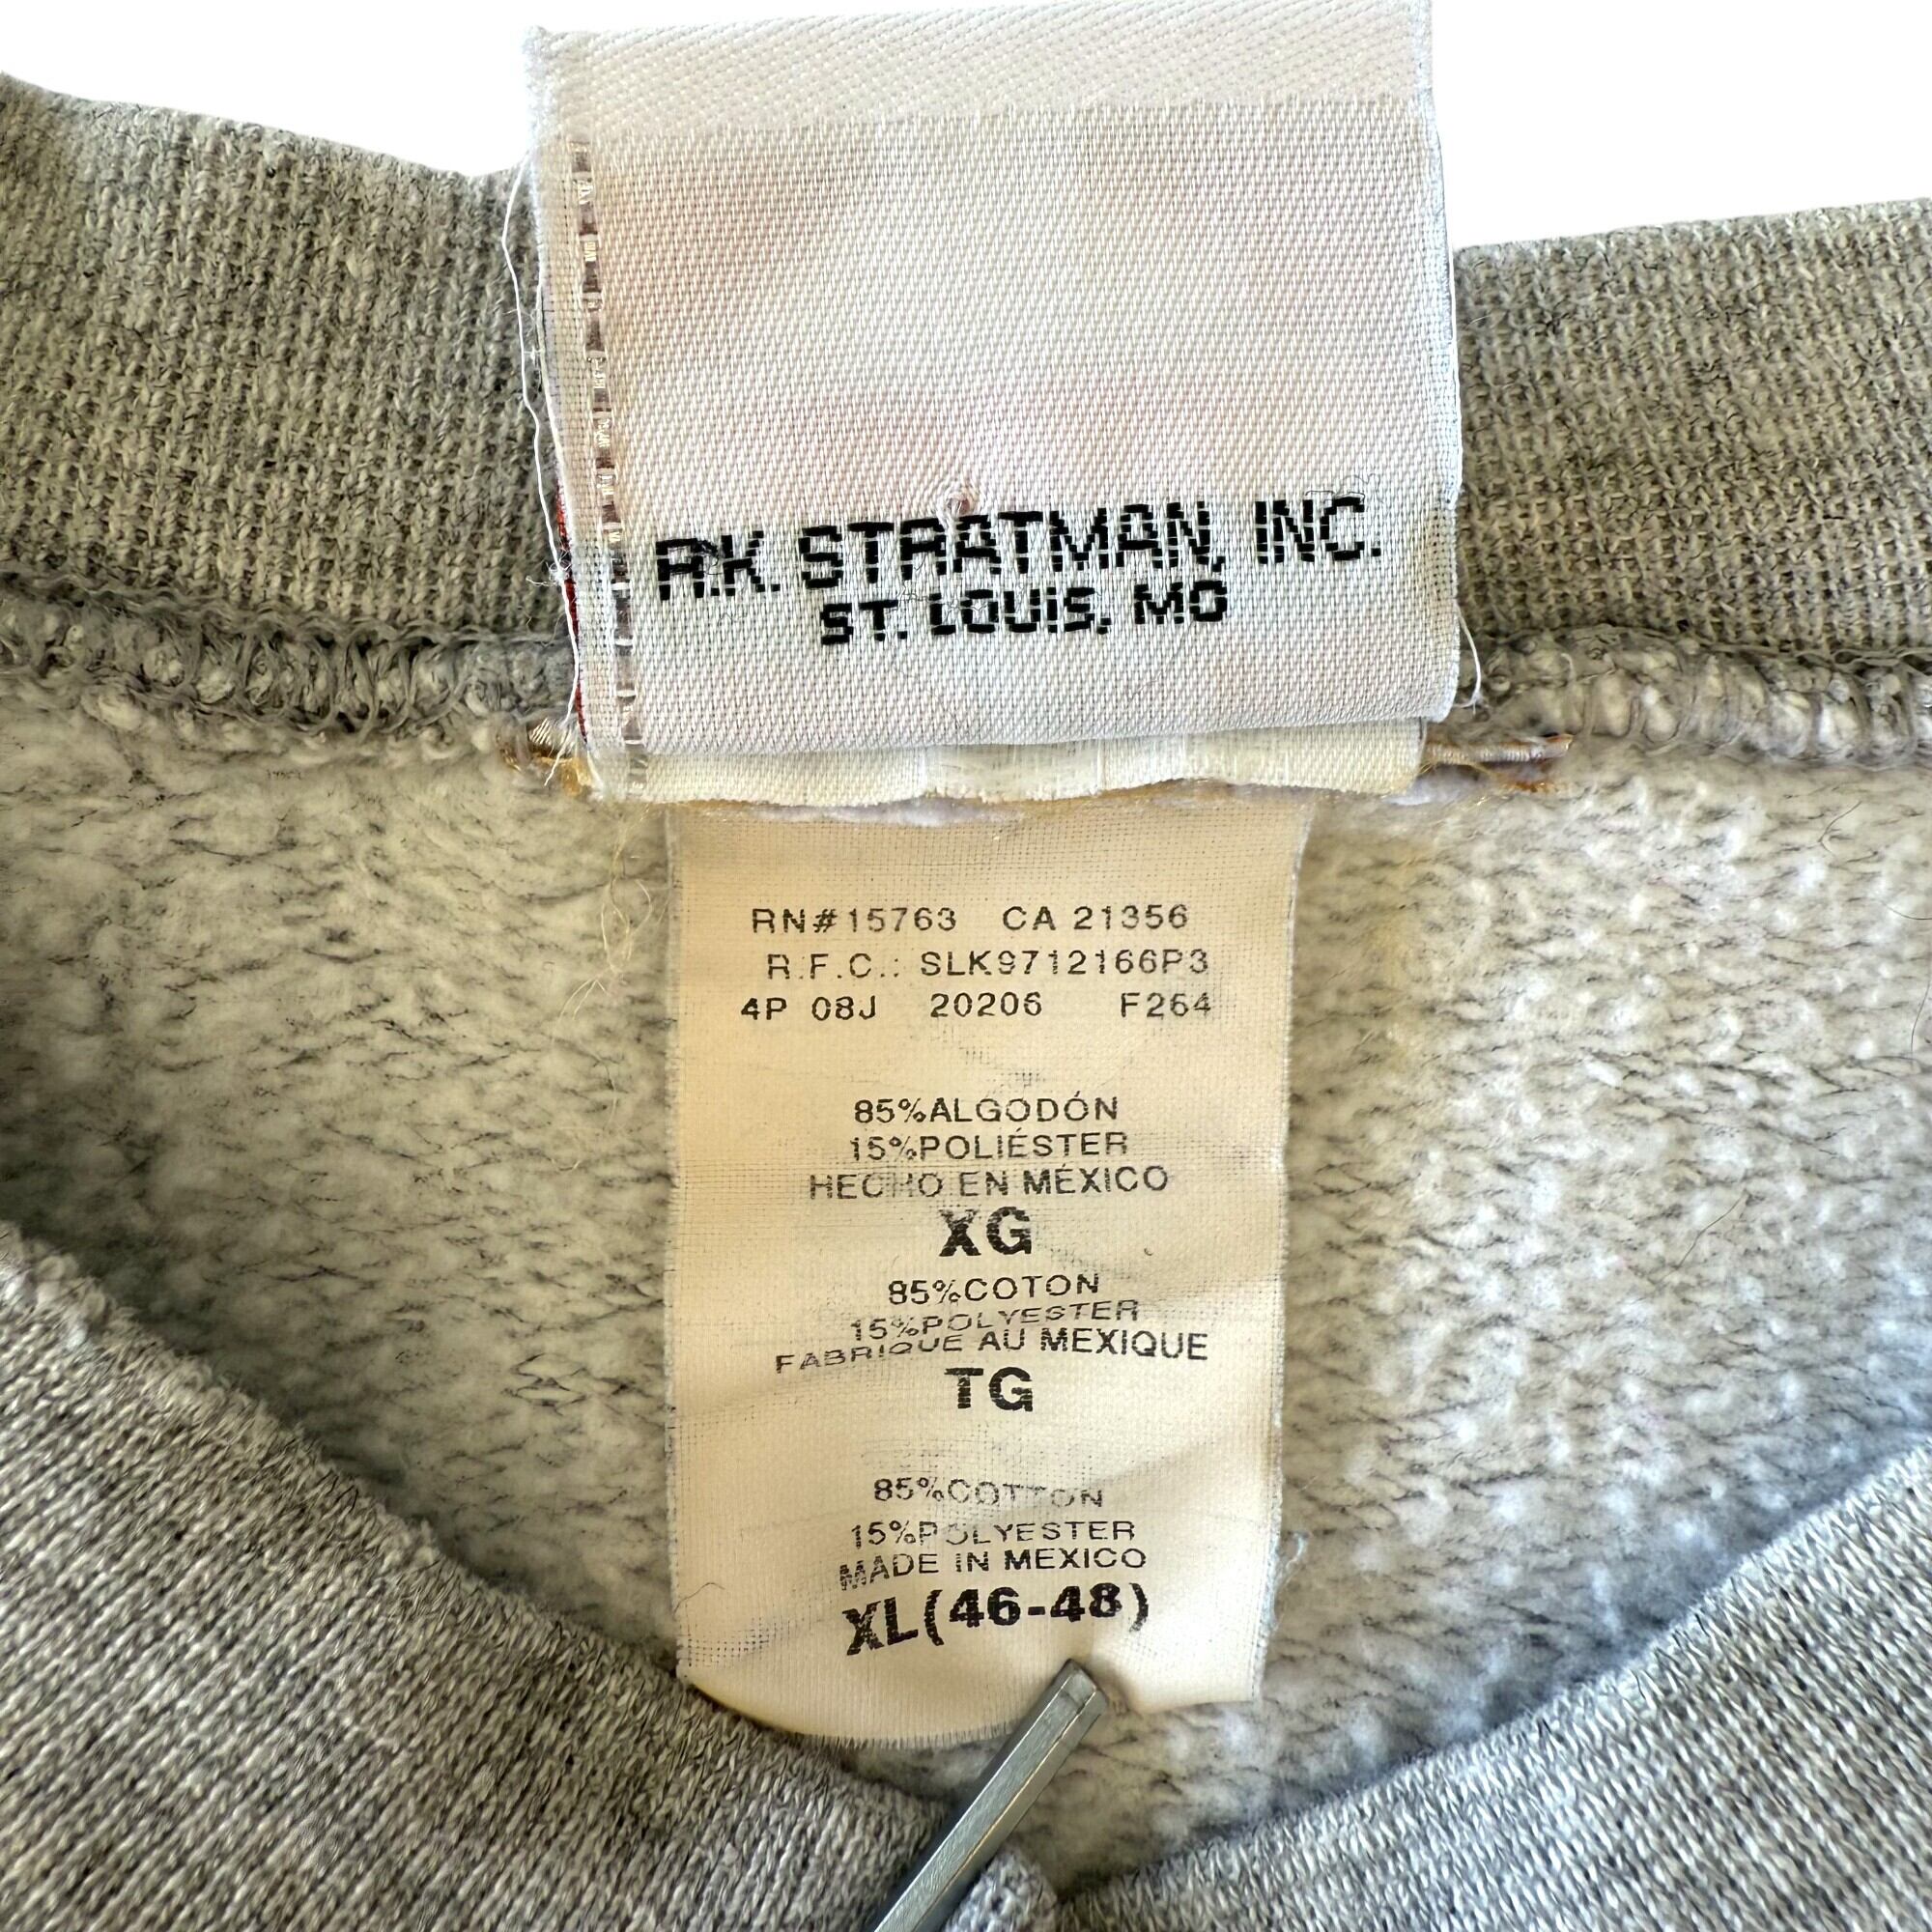 R.K. STRATMAN, INC.
ST. LOUIS, MO
RN#15763 CA 21356
R.F.C.: SLK9712166P3
4P 08J 20206 F264
85%ALGODÓN
15%POLIÉSTER
HECHO EN MÉXICO
XG
85%COTON
15%POLYESTER
FABRIQUE AU MEXIQUE
TG
85%COTTON
15%POLYESTER
MADE IN MEXICO
XL(46-48)